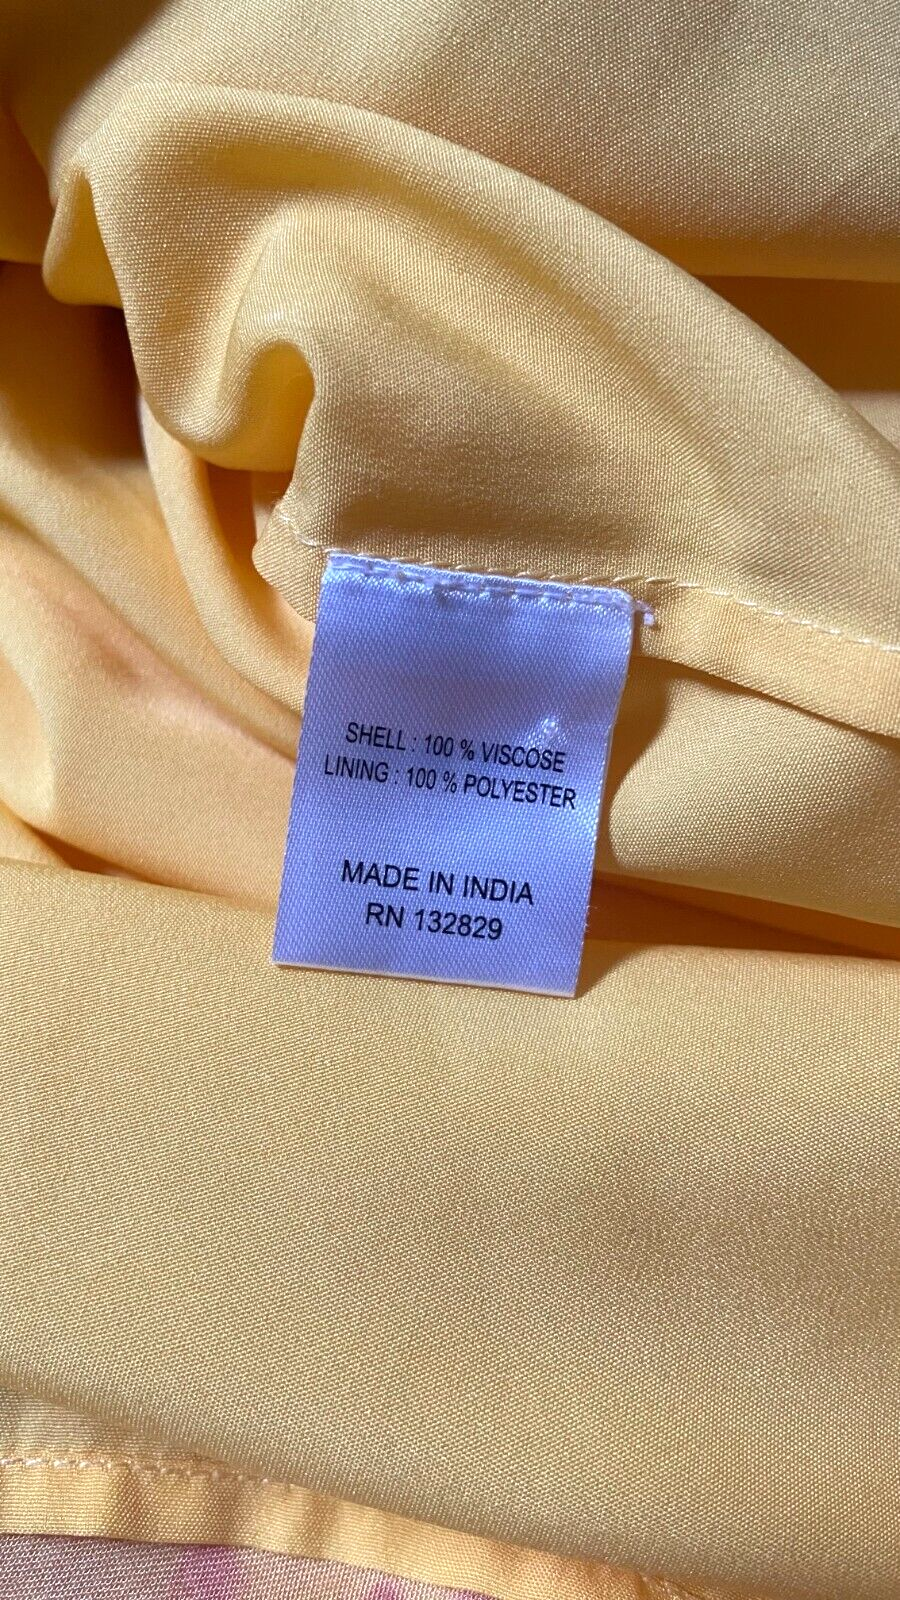 SHELL : 100 % VISCOSE
LINING : 100 % POLYESTER
MADE IN INDIA
RN 132829